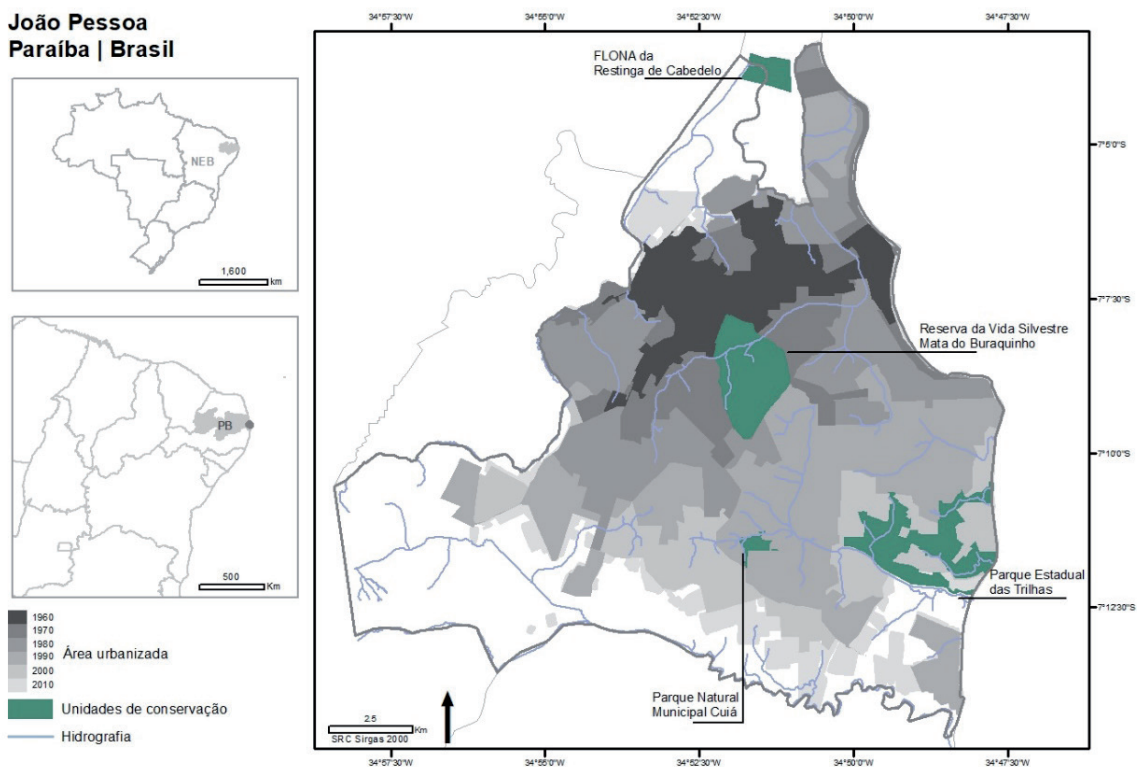 João Pessoa
Paraíba | Brasil
NEB
1,600
km
PB
500
Km
1960
1970
1980
1990
2000
2010
Área urbanizada
Unidades de conservação
Hidrografia
34°57'30"W
34°55'0"W
34°52'30"W
34°50'0"W
34°47'30"W
FLONA da
Restinga de Cabedelo
7°5'0"S
7°7'30"S
Reserva da Vida Silvestre
Mata do Buraquinho
7°10'0"S
Parque Estadual
das Trilhas
7°12'30"S
Parque Natural
Municipal Cuiá
2.5
Km
SRC Sirgas 2000
34°57'30"W
34°55'0"W
34°52'30"W
34°50'0"W
34°47'30"W